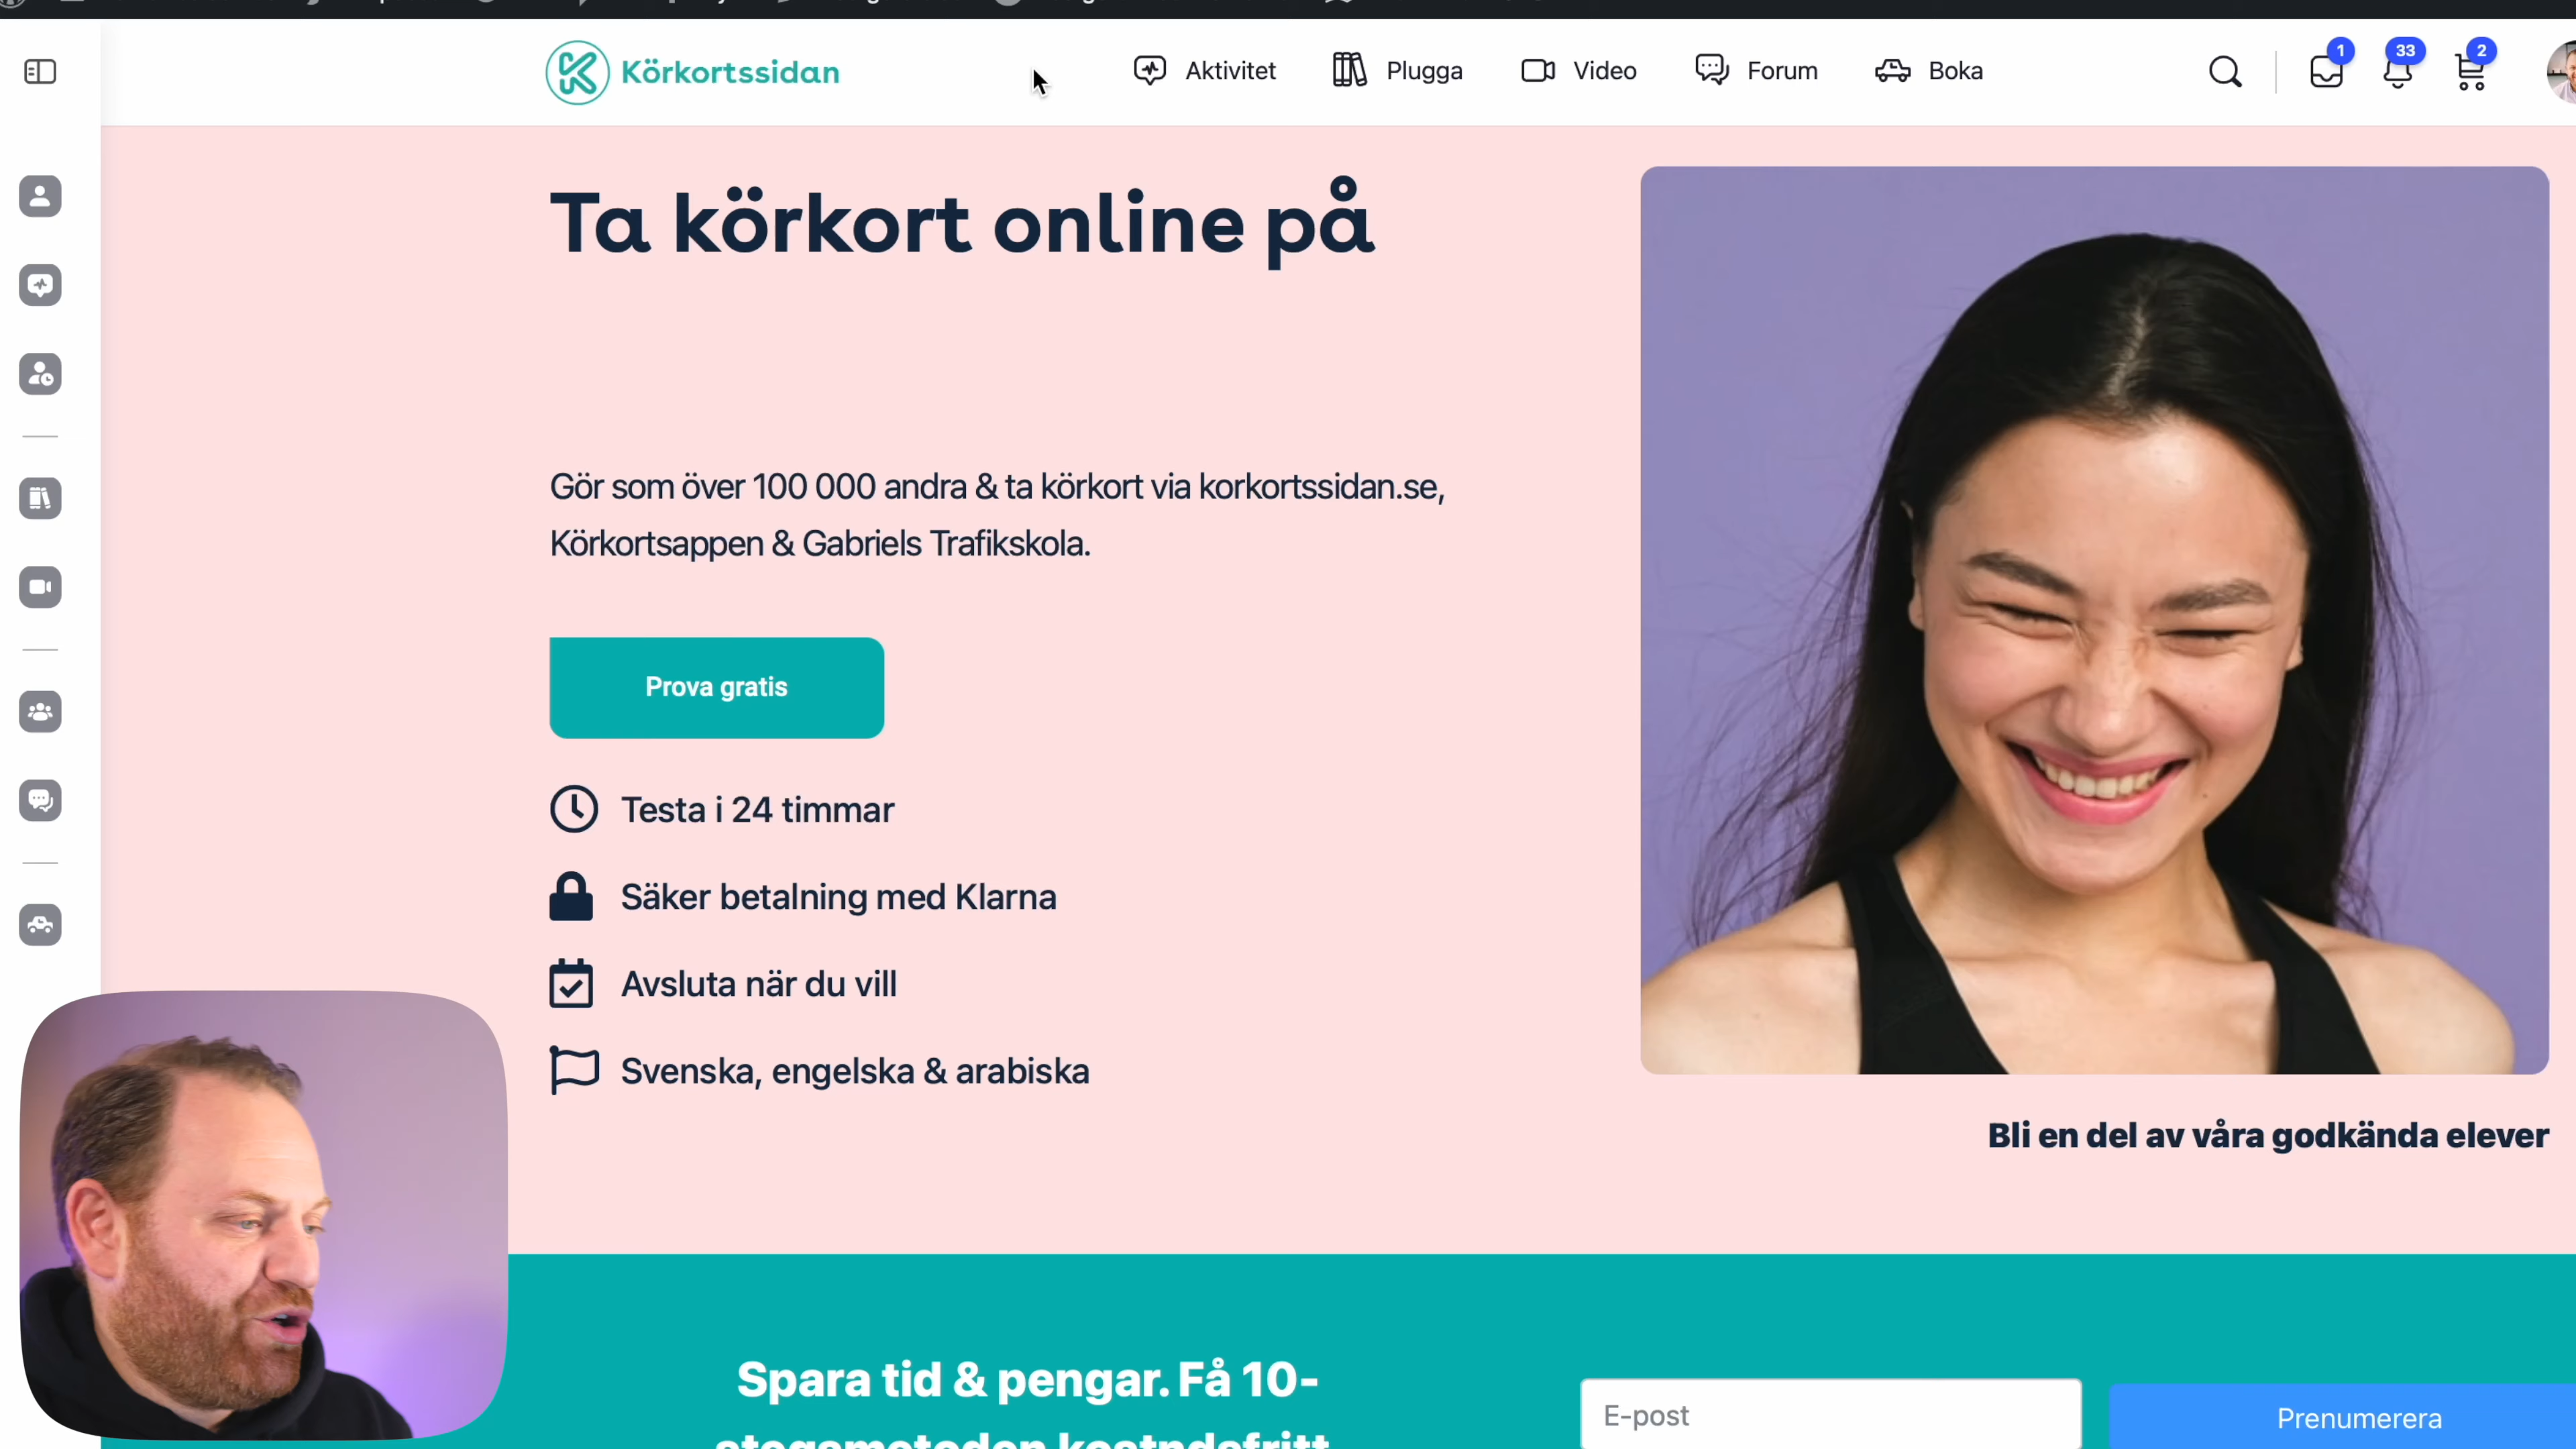 Körkortssidan
Aktivitet
Plugga
Video
Forum
Boka
1
33
2
Ta körkort online på
Gör som över 100 000 andra & ta körkort via korkortssidan.se,
Körkortsappen & Gabriels Trafikskola.
Prova gratis
Testa i 24 timmar
Säker betalning med Klarna
Avsluta när du vill
Svenska, engelska & arabiska
Bli en del av våra godkända elever
Spara tid & pengar. Få 10-
E-post
Prenumerera